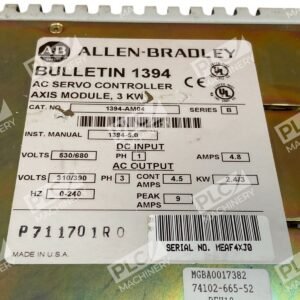 AB ALLEN-BRADLEY
BULLETIN 1394
AC SERVO CONTROLLER
AXIS MODULE, 3 KW
CAT. NO. 1394-AM04 SERIES B
INST. MANUAL 1394-5.0
DC INPUT
VOLTS 530/680 PH 1 AMPS 4.8
AC OUTPUT
VOLTS 310/390 PH 3 CONT AMPS 4.5 KW 2.4/3
HZ 0-240 PEAK AMPS 9
P711701R0
MADE IN U.S.A.
SERIAL NO. MEAF4XJ0
MGBA0017382
74102-665-52